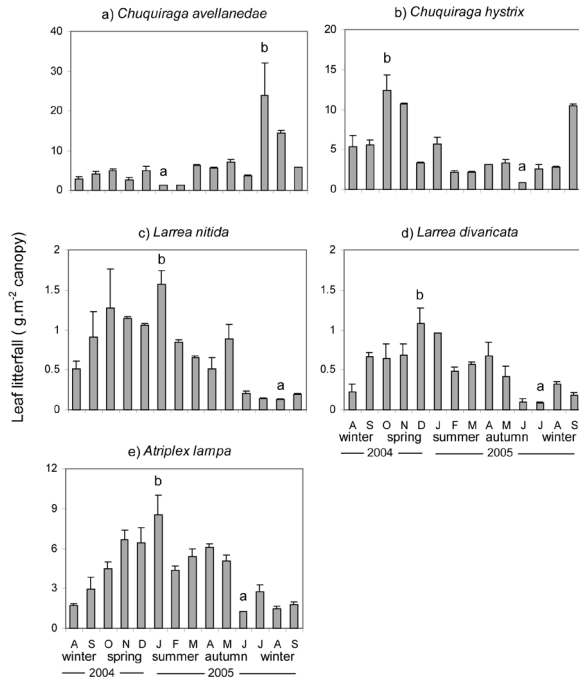 a) Chuquiraga avellanedae
40
30
20
10
0
a
b
b) Chuquiraga hystrix
20
15
10
5
0
b
a
Leaf litterfall ( g.m-2 canopy)
c) Larrea nitida
2
1.5
1
0.5
0
b
a
d) Larrea divaricata
2
1.5
1
0.5
0
b
a
A S O N D J F M A M J J A S
winter spring summer autumn winter
2004 2005
e) Atriplex lampa
12
9
6
3
0
b
a
A S O N D J F M A M J J A S
winter spring summer autumn winter
2004 2005